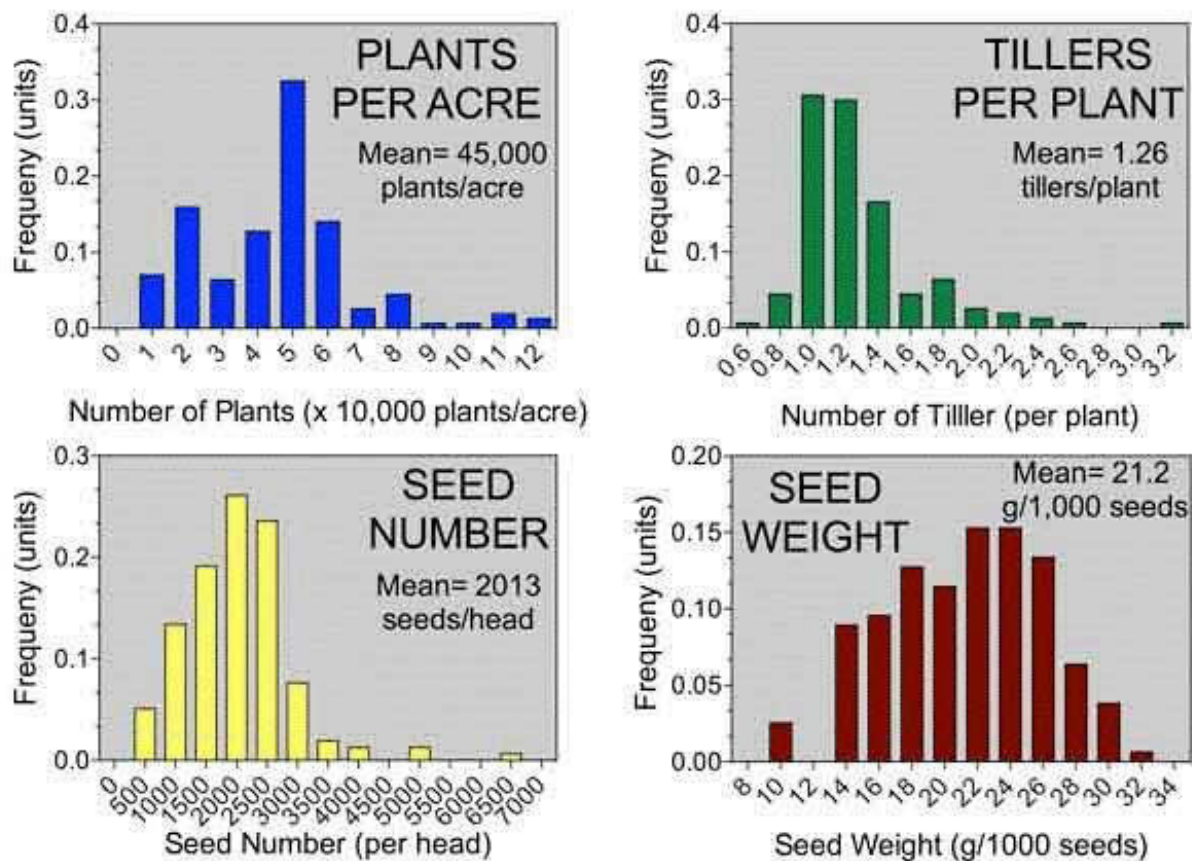 PLANTS
PER ACRE
Mean= 45,000
plants/acre
Frequeny (units)
0.4
0.3
0.2
0.1
0.0
0 1 2 3 4 5 6 7 8 9 10 11 12
Number of Plants (x 10,000 plants/acre)
TILLERS
PER PLANT
Mean= 1.26
tillers/plant
Frequeny (units)
0.4
0.3
0.2
0.1
0.0
0.6 0.8 1.0 1.2 1.4 1.6 1.8 2.0 2.2 2.4 2.6 2.8 3.0 3.2
Number of Tilller (per plant)
SEED
NUMBER
Mean= 2013
seeds/head
Frequeny (units)
0.3
0.2
0.1
0.0
0 500 1000 1500 2000 2500 3000 3500 4000 4500 5000 5500 6000 6500 7000
Seed Number (per head)
SEED
WEIGHT
Mean= 21.2
g/1,000 seeds
Frequeny (units)
0.20
0.15
0.10
0.05
0.00
8 10 12 14 16 18 20 22 24 26 28 30 32 34
Seed Weight (g/1000 seeds)